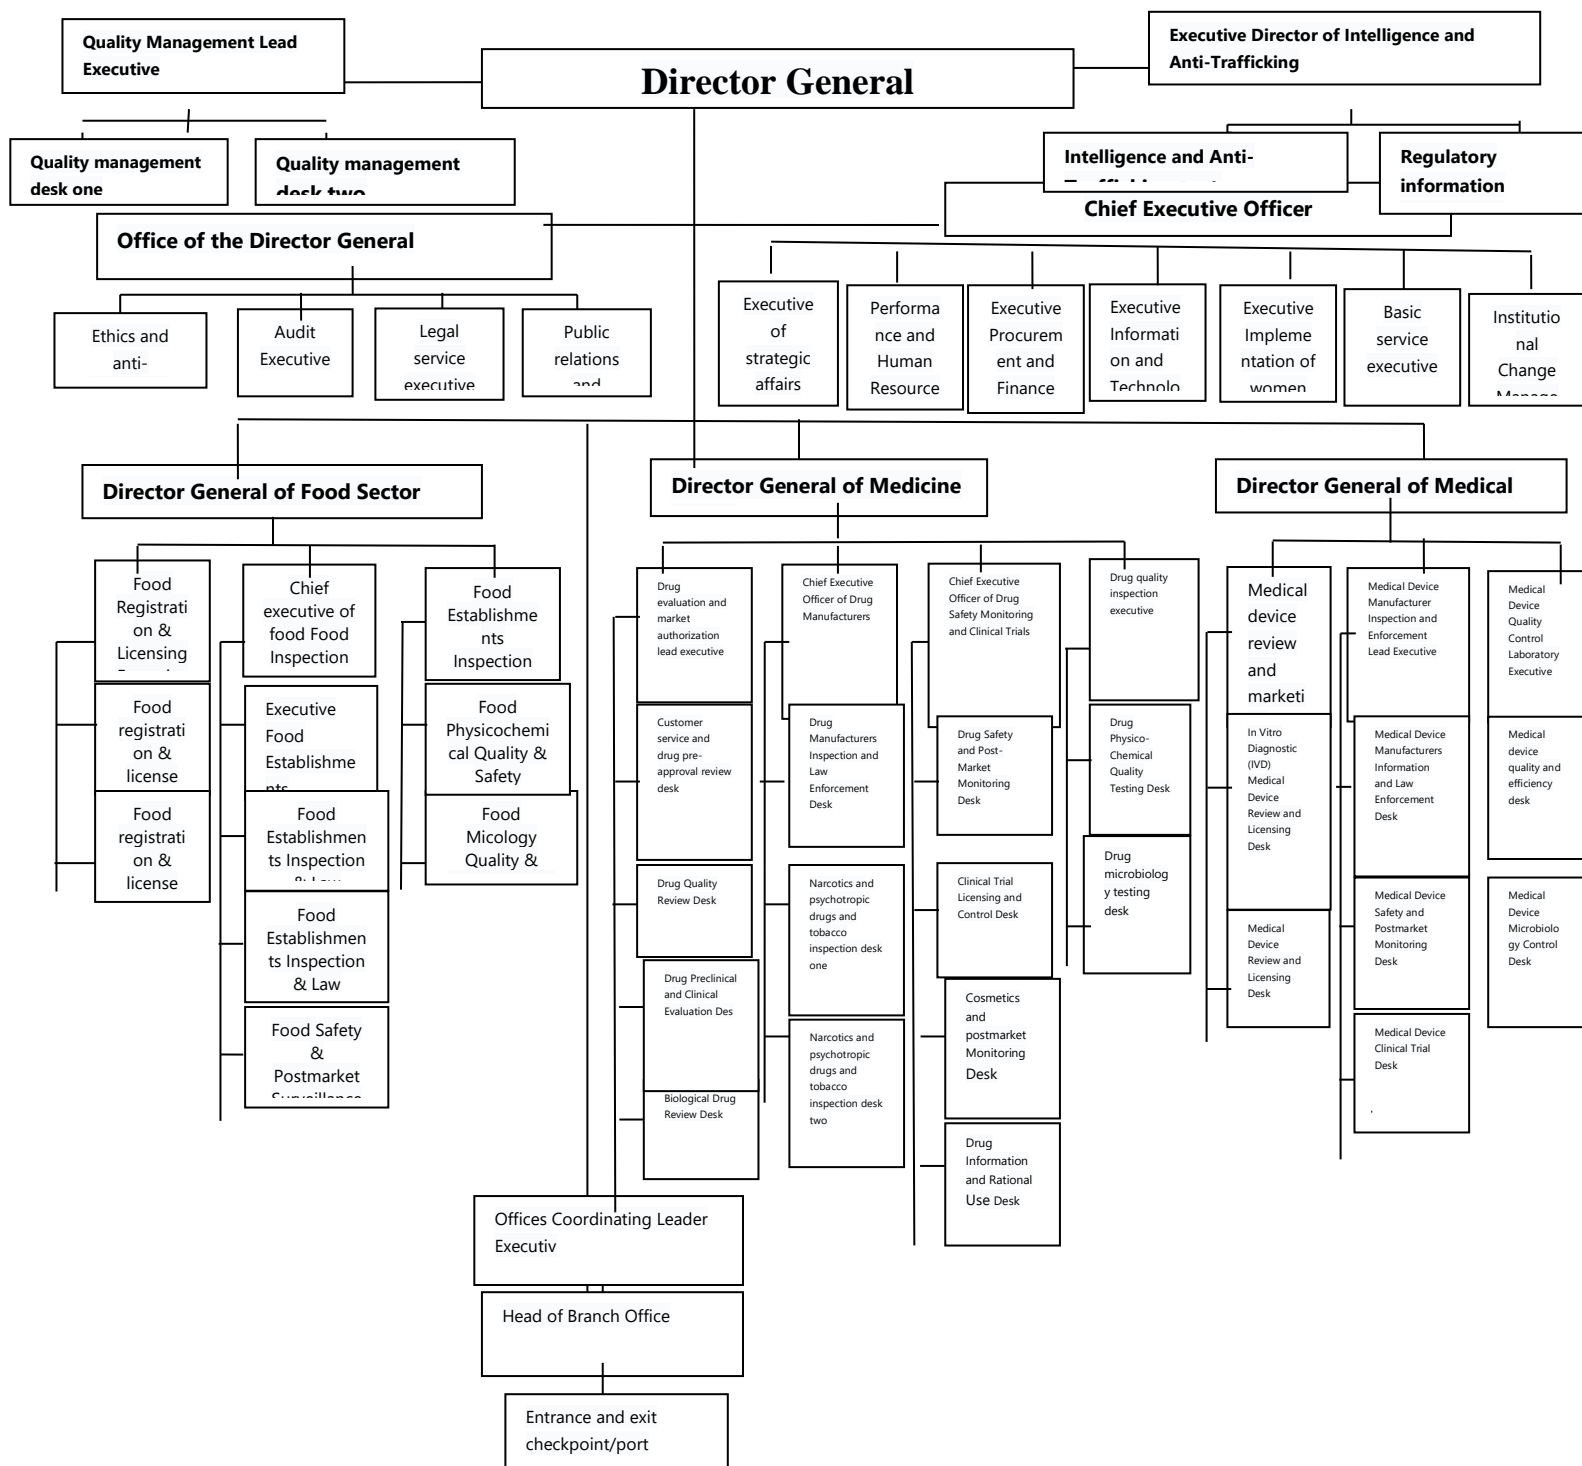 Quality Management Lead
Executive
Director General
Executive Director of Intelligence and
Anti-Trafficking
Quality management
desk one
Quality management
desk two
Intelligence and Anti-
Regulatory
information
Chief Executive Officer
Office of the Director General
Ethics and
anti-
Audit
Executive
Legal
service
executive
Public
relations
and
Executive
of
strategic
affairs
Performa
nce and
Human
Resource
Executive
Procurem
ent and
Finance
Executive
Informati
on and
Technolo
Executive
Impleme
ntation of
women
Basic
service
executive
Institutio
nal
Change
Manage
Director General of Food Sector
Director General of Medicine
Director General of Medical
Food
Registrati
on &
Licensing
Food
registrati
on &
license
Food
registrati
on &
license
Chief
executive of
food Food
Inspection
Executive
Food
Establishme
nts
Food
Establishmen
ts Inspection
& Law
Food
Establishmen
ts Inspection
& Law
Food Safety
&
Postmarket
Surveillance
Food
Establishme
nts
Inspection
Food
Physicochemi
cal Quality &
Safety
Food
Micology
Quality &
Drug
evaluation and
market
authorization
lead executive
Customer
service and
drug pre-
approval review
desk
Drug Quality
Review Desk
Drug Preclinical
and Clinical
Evaluation Des
Biological Drug
Review Desk
Chief Executive
Officer of Drug
Manufacturers
Drug
Manufacturers
Inspection and
Law
Enforcement
Desk
Narcotics and
psychotropic
drugs and
tobacco
inspection desk
one
Narcotics and
psychotropic
drugs and
tobacco
inspection desk
two
Chief Executive
Officer of Drug
Safety Monitoring
and Clinical Trials
Drug Safety
and Post-
Market
Monitoring
Desk
Clinical Trial
Licensing and
Control Desk
Cosmetics
and
postmarket
Monitoring
Desk
Drug
Information
and Rational
Use Desk
Drug quality
inspection
executive
Drug
Physico-
Chemical
Quality
Testing Desk
Drug
microbiolog
y testing
desk
Medical
device
review
and
marketi
In Vitro
Diagnostic
(IVD)
Medical
Device
Review and
Licensing
Desk
Medical
Device
Review and
Licensing
Desk
Medical Device
Manufacturer
Inspection and
Enforcement
Lead Executive
Medical Device
Manufacturers
Information
and Law
Enforcement
Desk
Medical Device
Safety and
Postmarket
Monitoring
Desk
Medical Device
Clinical Trial
Desk
Medical
Device
Quality
Control
Laboratory
Executive
Medical
device
quality and
efficiency
desk
Medical
Device
Microbiolo
gy Control
Desk
Offices Coordinating Leader
Executiv
Head of Branch Office
Entrance and exit
checkpoint/port